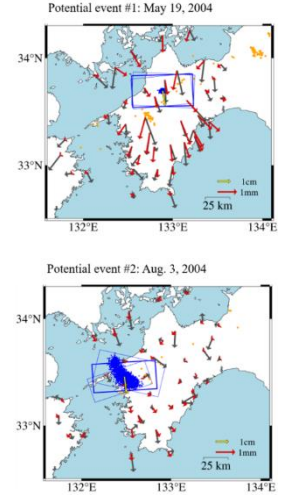 Potential event #1: May 19, 2004
34°N
33°N
1cm
1mm
25 km
132°E
133°E
134°E
Potential event #2: Aug. 3, 2004
34°N
33°N
1cm
1mm
25 km
132°E
133°E
134°E